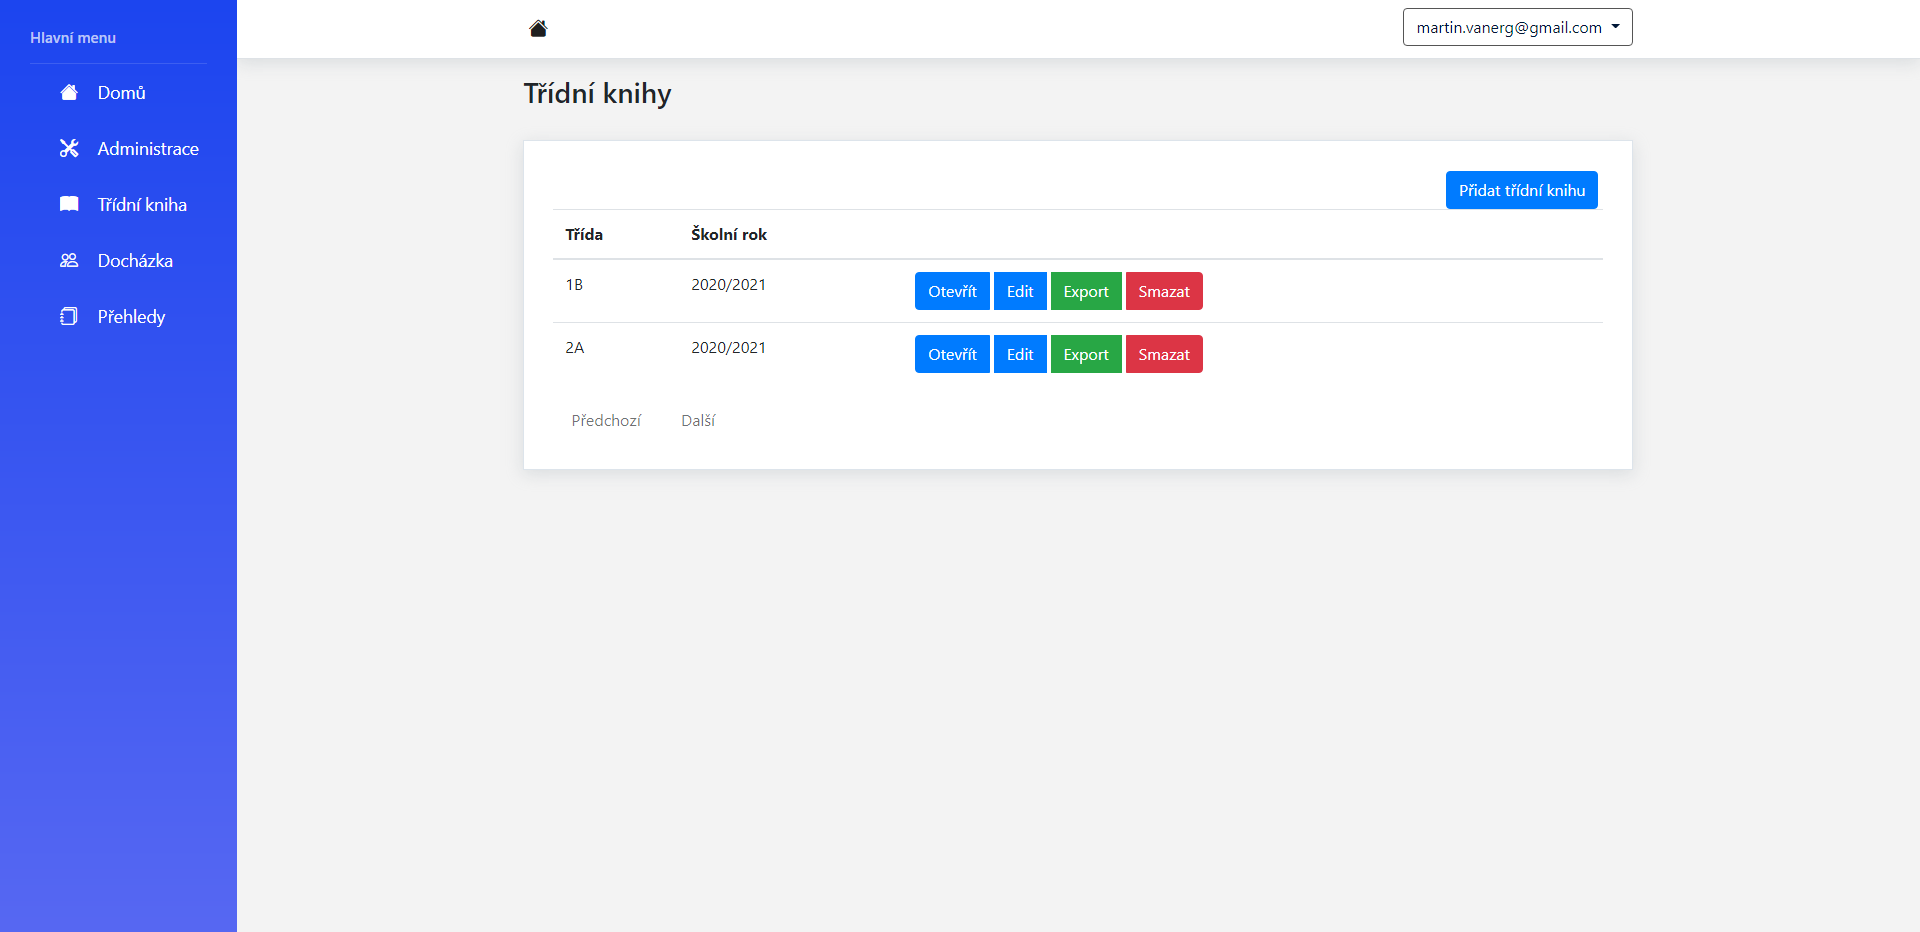 Hlavní menu
Domů
Administrace
Třídní kniha
Docházka
Přehledy
martin.vanerg@gmail.com
Třídní knihy
Přidat třídní knihu
Třída Školní rok
1B 2020/2021 Otevřít Edit Export Smazat
2A 2020/2021 Otevřít Edit Export Smazat
Předchozí Další